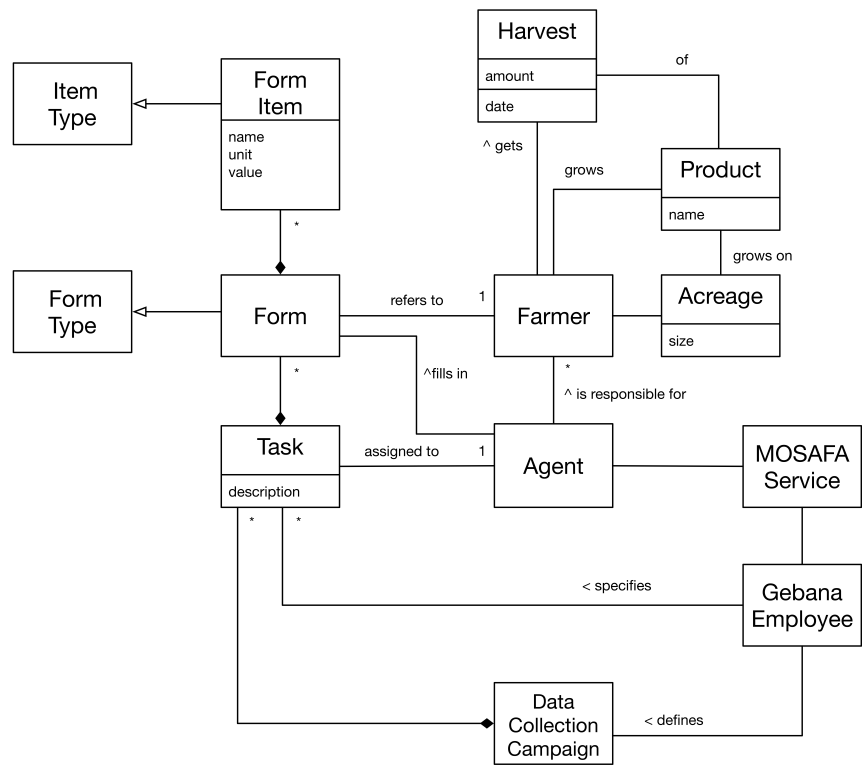 Harvest
amount
date
of
Item
Type
Form
Item
name
unit
value
^ gets
grows
Product
name
*
grows on
Form
Type
Form
refers to
1
Farmer
Acreage
size
*
^fills in
*
^ is responsible for
Task
description
assigned to
1
Agent
MOSAFA
Service
*
*
< specifies
Gebana
Employee
Data
Collection
Campaign
< defines